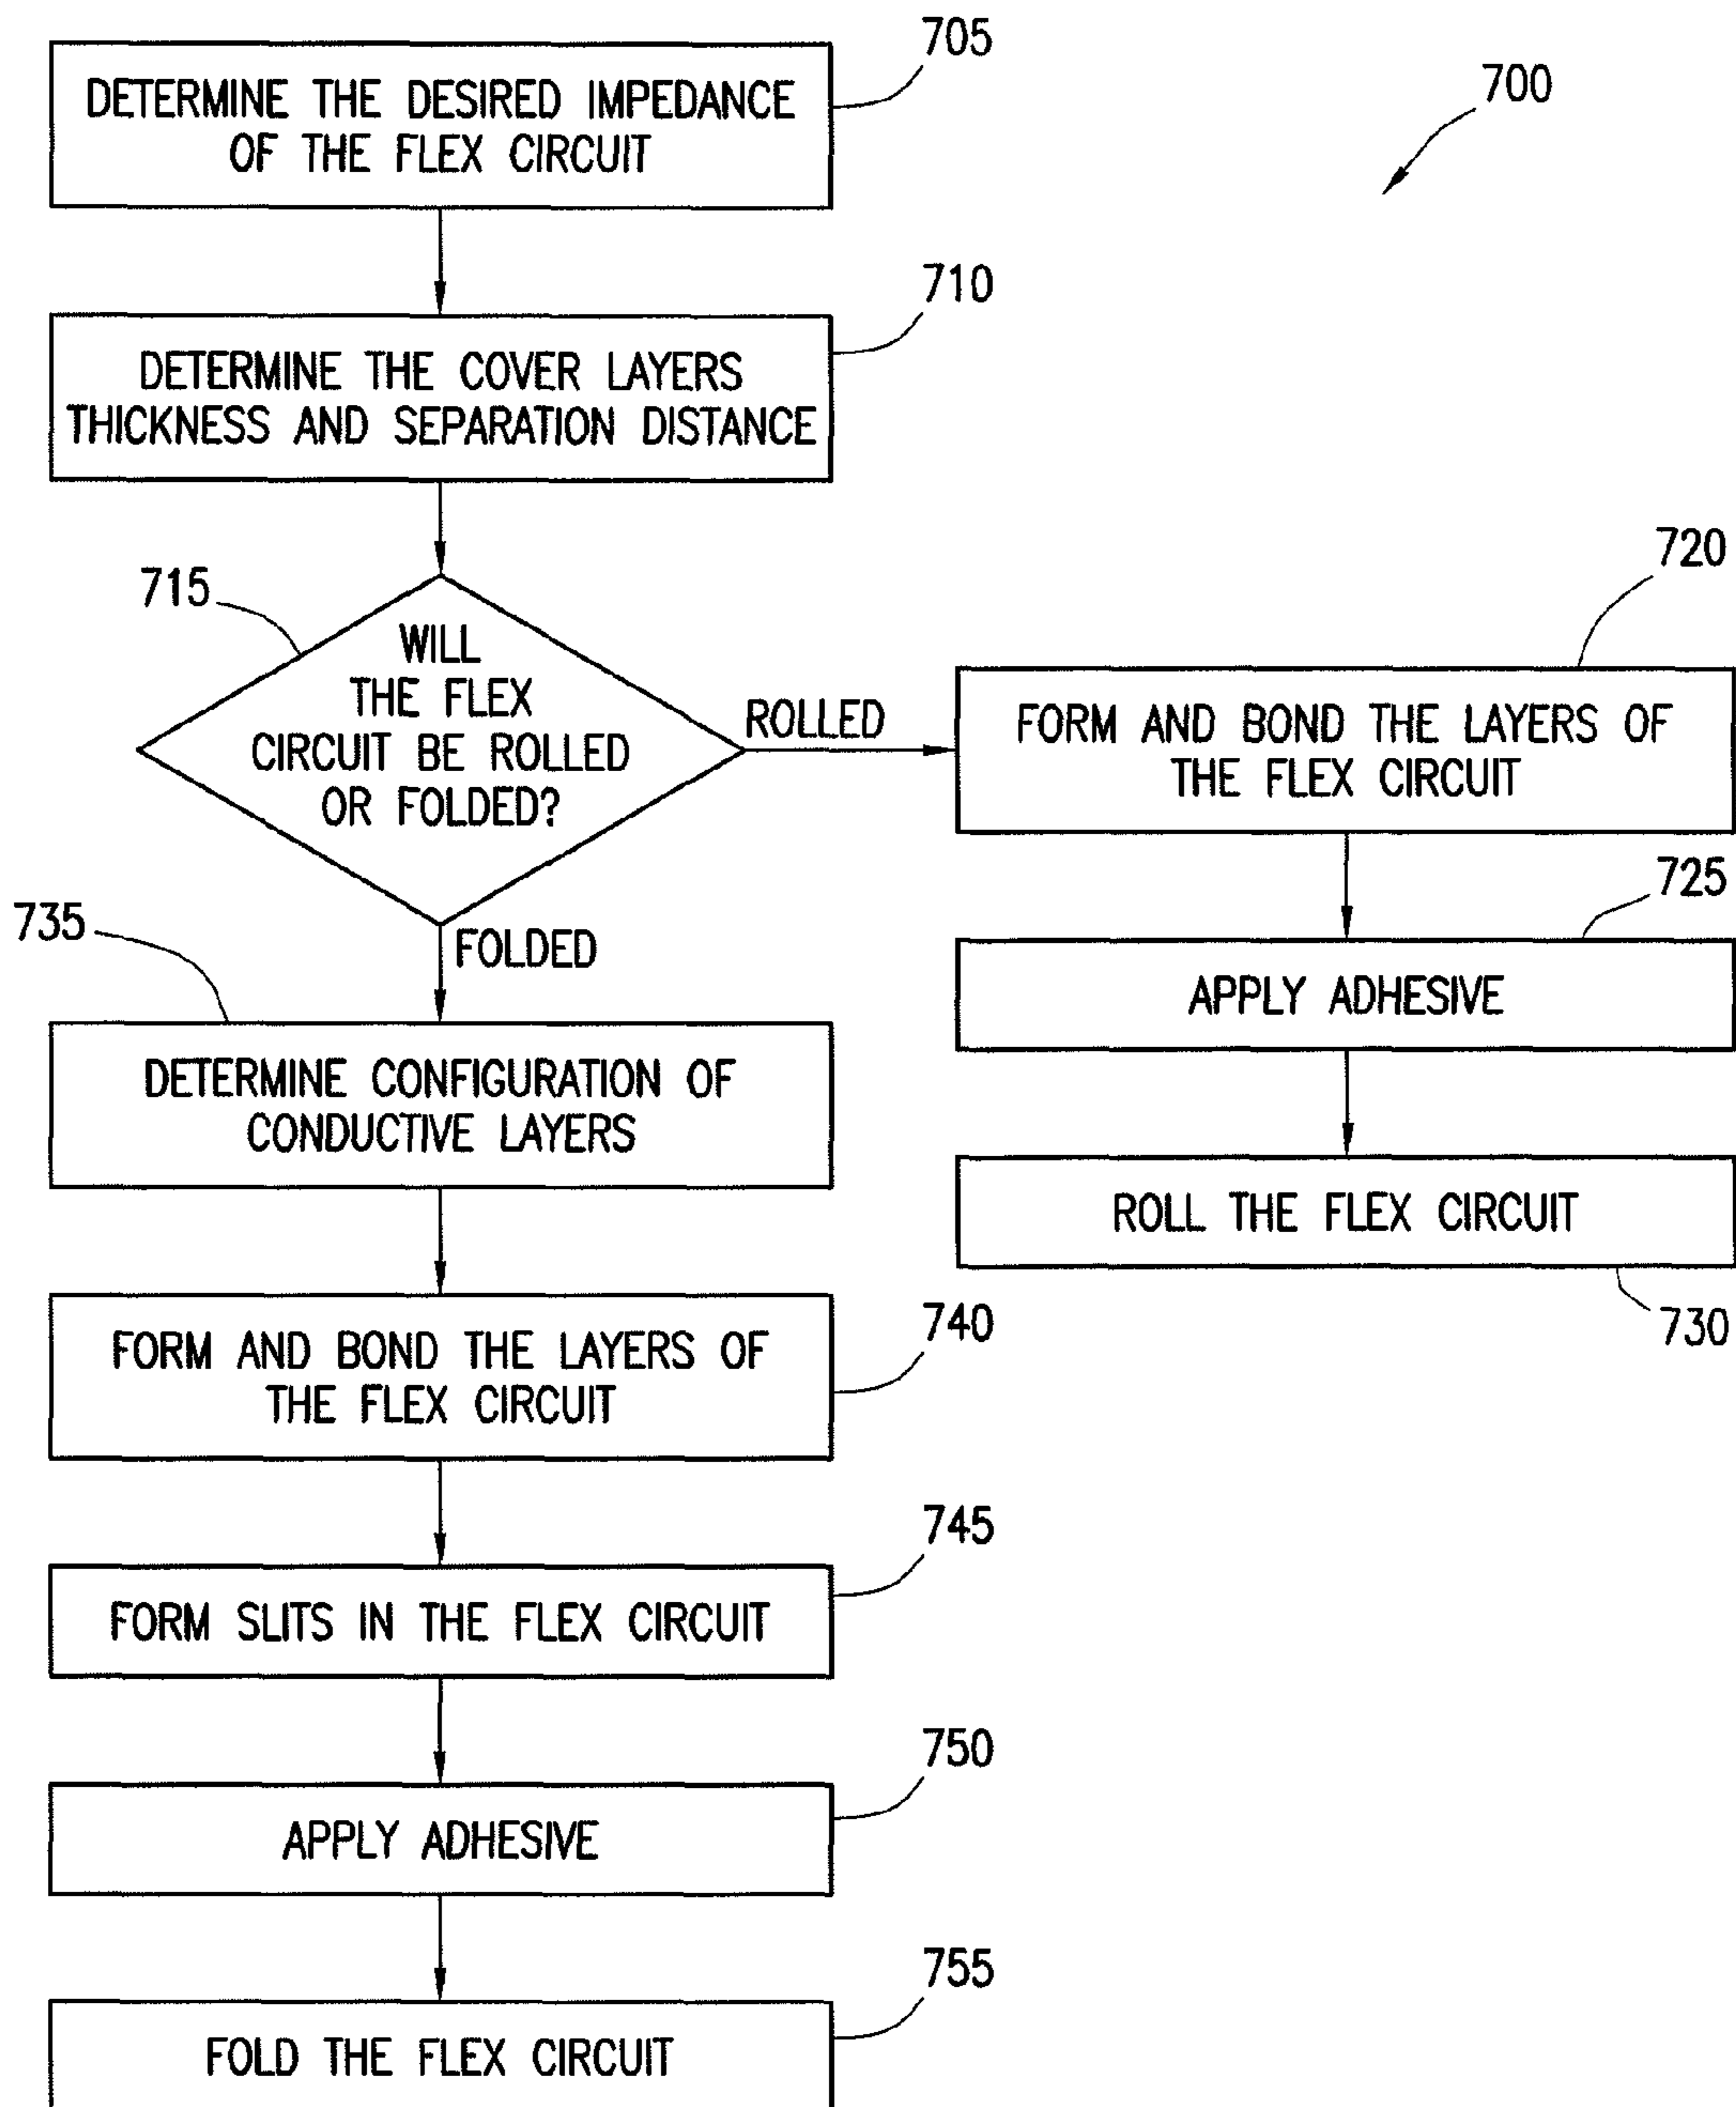 705
DETERMINE THE DESIRED IMPEDANCE
OF THE FLEX CIRCUIT
700
710
DETERMINE THE COVER LAYERS
THICKNESS AND SEPARATION DISTANCE
715
WILL
THE FLEX
CIRCUIT BE ROLLED
OR FOLDED?
ROLLED
720
FORM AND BOND THE LAYERS OF
THE FLEX CIRCUIT
725
APPLY ADHESIVE
ROLL THE FLEX CIRCUIT
730
735
FOLDED
DETERMINE CONFIGURATION OF
CONDUCTIVE LAYERS
740
FORM AND BOND THE LAYERS OF
THE FLEX CIRCUIT
745
FORM SLITS IN THE FLEX CIRCUIT
750
APPLY ADHESIVE
755
FOLD THE FLEX CIRCUIT